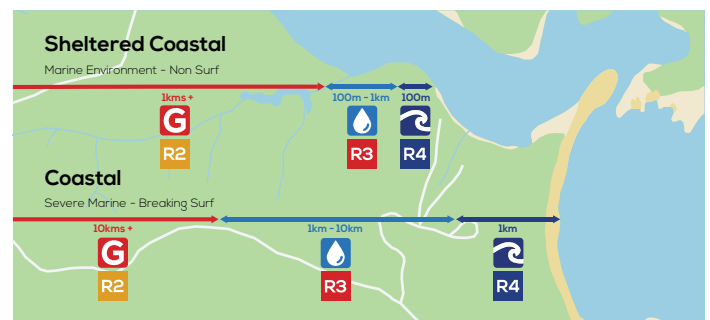 Sheltered Coastal
Marine Environment - Non Surf
1kms + 100m - 1km 100m
G
R2 R3 R4
Coastal
Severe Marine - Breaking Surf
10kms + 1km - 10km 1km
G
R2 R3 R4